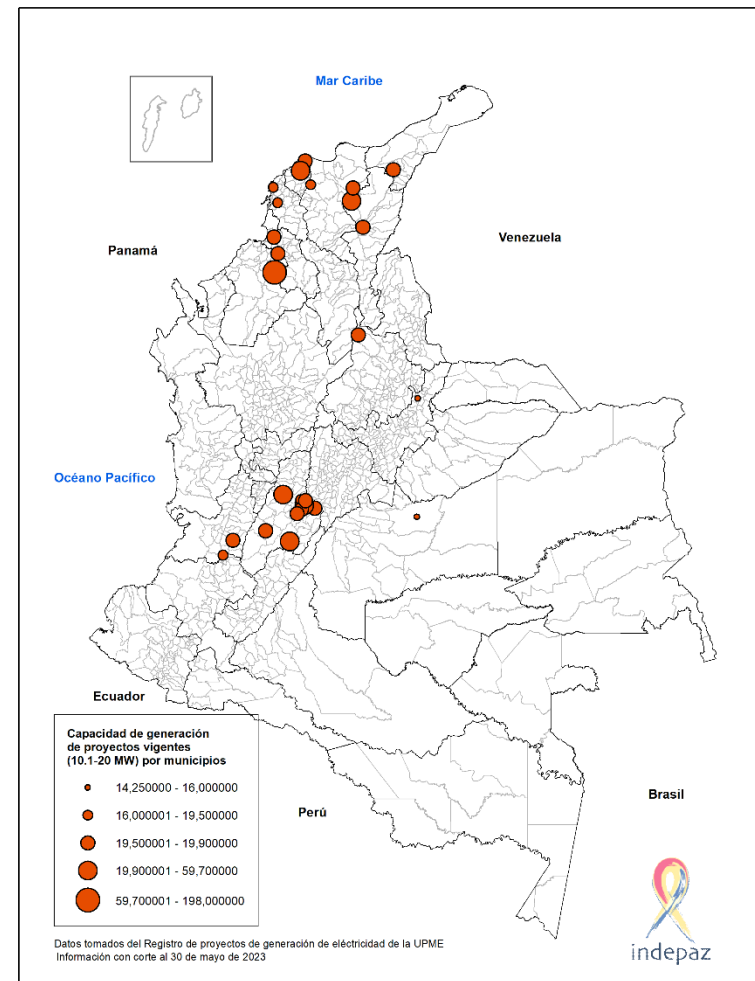 Mar Caribe
Panamá
Venezuela
Océano Pacífico
Ecuador
Capacidad de generación
de proyectos vigentes
(10.1-20 MW) por municipios
14,250000 - 16,000000
16,000001 - 19,500000
19,500001 - 19,900000
19,900001 - 59,700000
59,700001 - 198,000000
Perú
Brasil
indepaz
Datos tomados del Registro de proyectos de generación de eléctricidad de la UPME
Información con corte al 30 de mayo de 2023